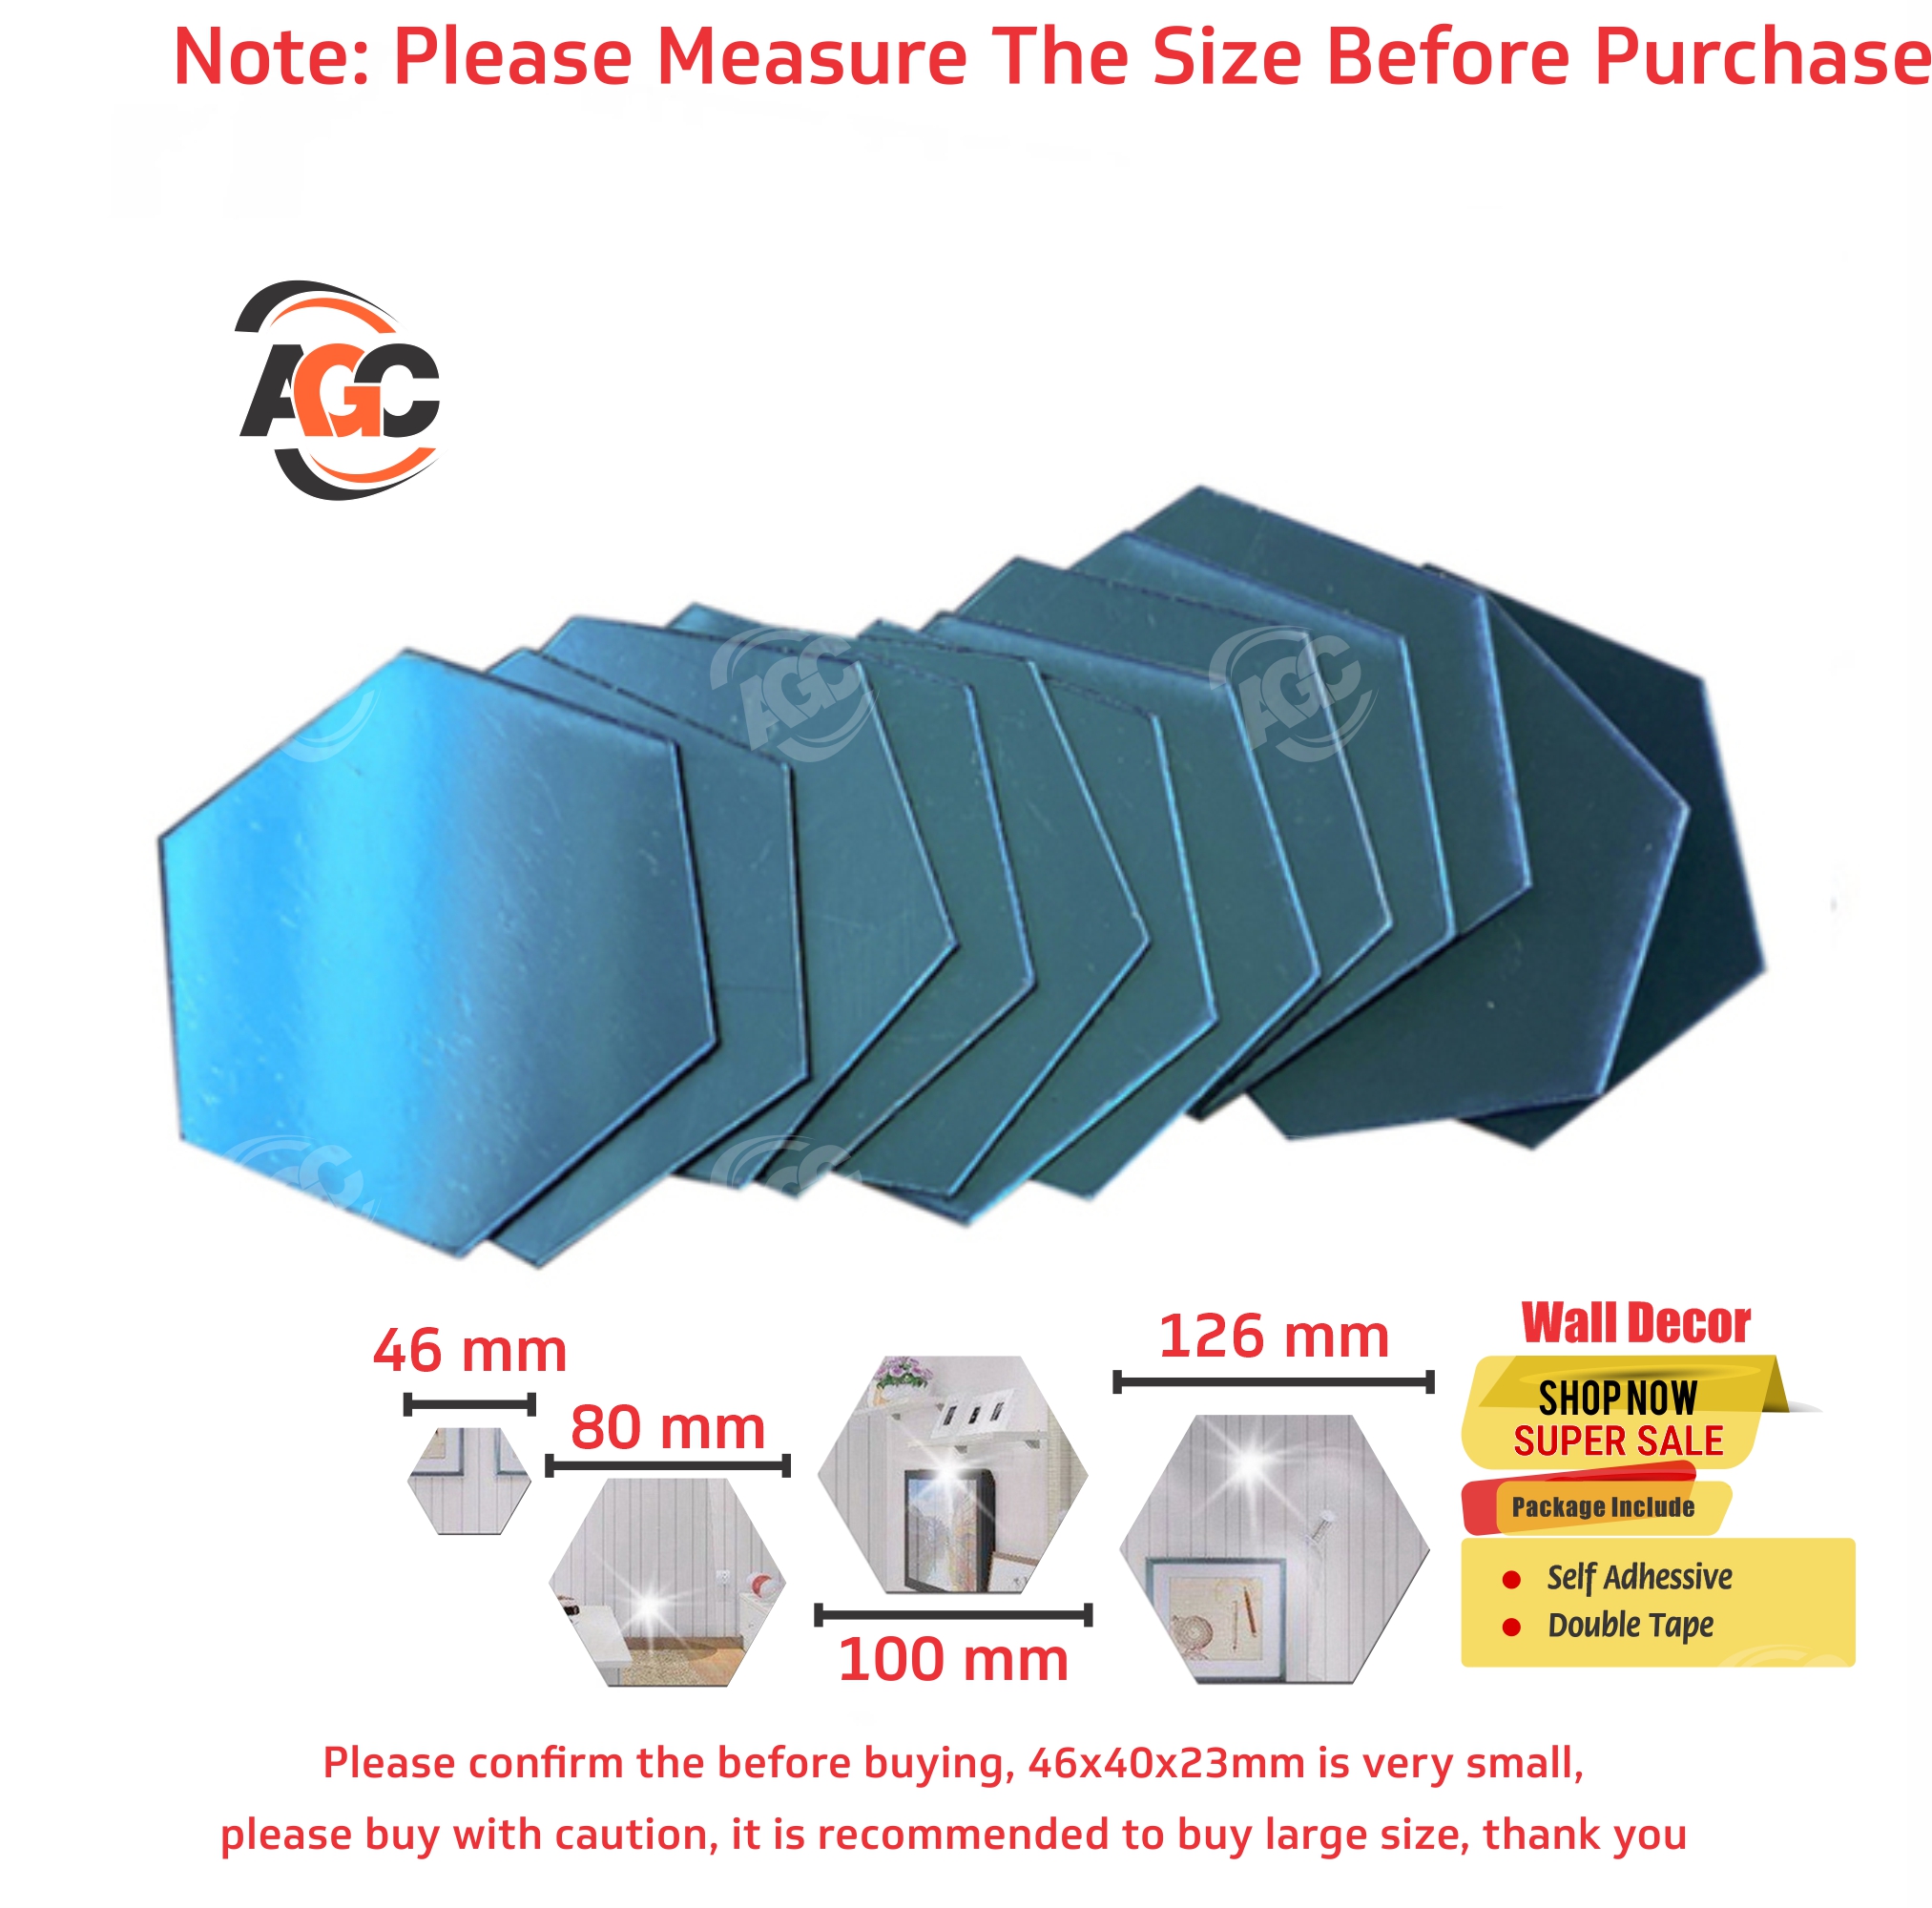 Note: Please Measure The Size Before Purchase
AGC
AGC
AGC
46 mm
80 mm
100 mm
126 mm
Wall Decor
SHOP NOW
SUPER SALE
Package Include
Self Adhessive
Double Tape
Please confirm the before buying, 46x40x23mm is very small,
please buy with caution, it is recommended to buy large size, thank you